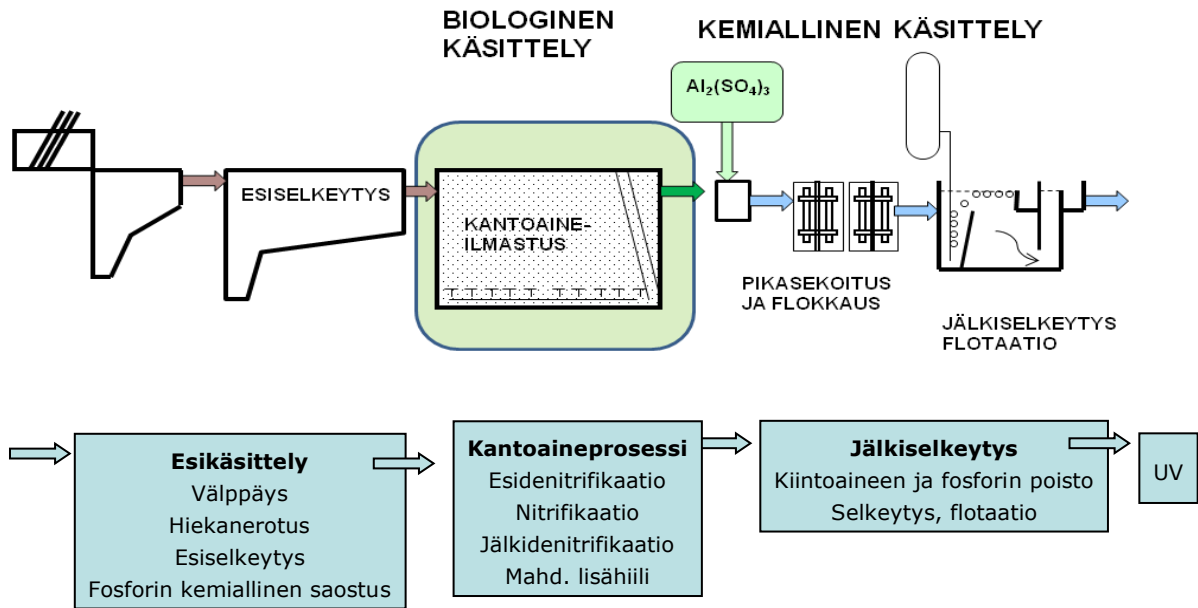 BIOLOGINEN
KÄSITTELY
KEMIALLINEN KÄSITTELY
Al₂(SO₄)₃
ESISELKEYTYS
KANTOAINE-
ILMASTUS
PIKASEKOITUS
JA FLOKKAUS
JÄLKISELKEYTYS
FLOTAATIO
Esikäsittely
Välppäys
Hiekanerotus
Esiselkeytys
Fosforin kemiallinen saostus
Kantoaineprosessi
Esidenitrifikaatio
Nitrifikaatio
Jälkidenitrifikaatio
Mahd. lisähiili
Jälkiselkeytys
Kiintoaineen ja fosforin poisto
Selkeytys, flotaatio
UV